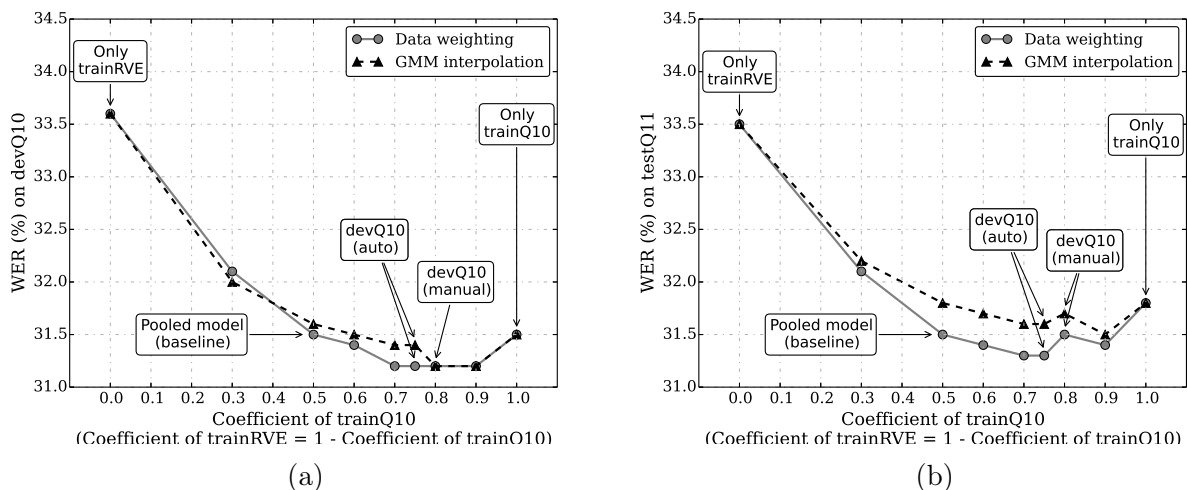 34.5
34.0
33.5
33.0
32.5
32.0
31.5
31.0
WER (%) on devQ10
Only
trainRVE
Data weighting
GMM interpolation
Only
trainQ10
devQ10
(auto)
devQ10
(manual)
Pooled model
(baseline)
0.0 0.1 0.2 0.3 0.4 0.5 0.6 0.7 0.8 0.9 1.0
Coefficient of trainQ10
(Coefficient of trainRVE = 1 - Coefficient of trainQ10)
(a)
34.5
34.0
33.5
33.0
32.5
32.0
31.5
31.0
WER (%) on testQ11
Only
trainRVE
Data weighting
GMM interpolation
Only
trainQ10
devQ10
(auto)
devQ10
(manual)
Pooled model
(baseline)
0.0 0.1 0.2 0.3 0.4 0.5 0.6 0.7 0.8 0.9 1.0
Coefficient of trainQ10
(Coefficient of trainRVE = 1 - Coefficient of trainQ10)
(b)